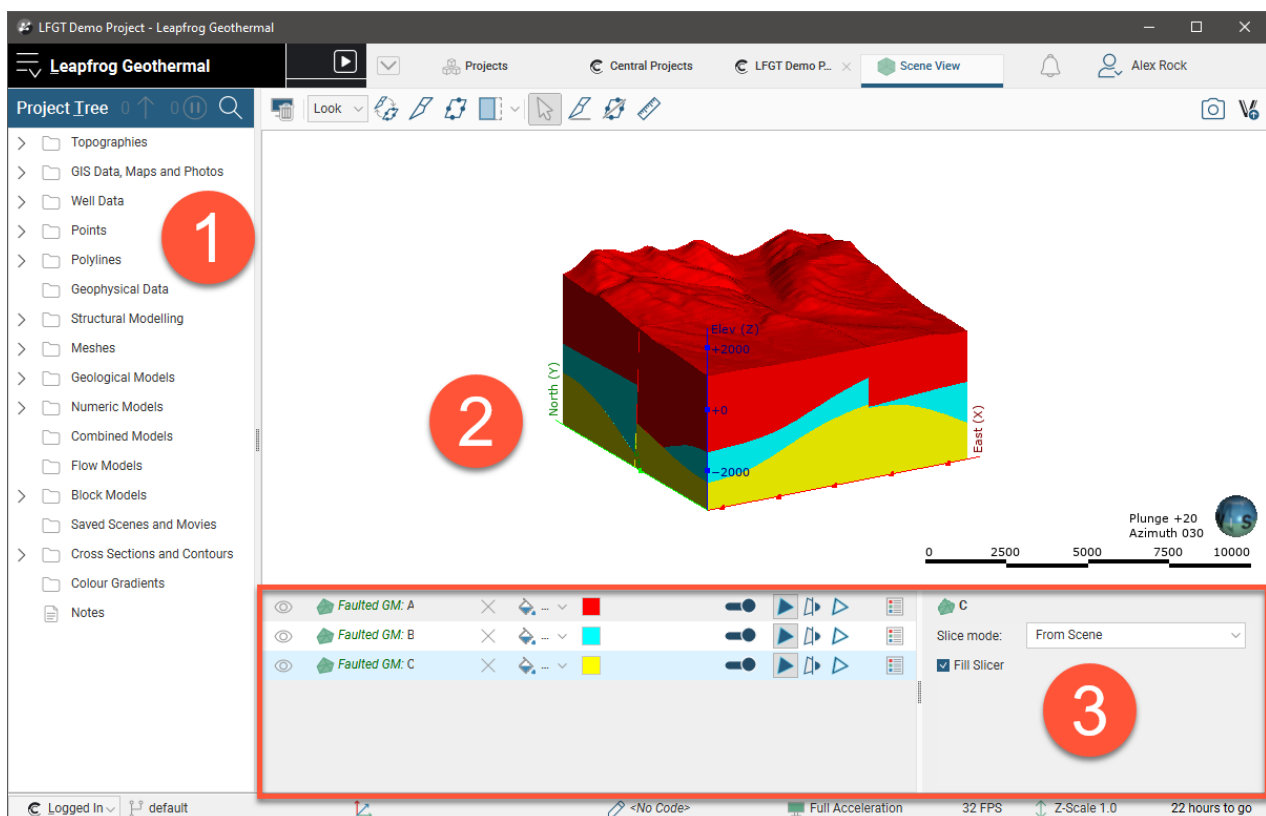 LFGT Demo Project - Leapfrog Geothermal
Leapfrog Geothermal
Projects
Central Projects
LFGT Demo P...
Scene View
Alex Rock
Project Tree 0 0
Look
Topographies
GIS Data, Maps and Photos
Well Data
Points
Polylines
Geophysical Data
Structural Modelling
Meshes
Geological Models
Numeric Models
Combined Models
Flow Models
Block Models
Saved Scenes and Movies
Cross Sections and Contours
Colour Gradients
Notes
1
2
Elev (Z)
+2000
+0
-2000
North (Y)
East (X)
Plunge +20
Azimuth 030
0 2500 5000 7500 10000
S
Faulted GM: A ...
Faulted GM: B ...
Faulted GM: C ...
C
Slice mode: From Scene
Fill Slicer
3
Logged In default <No Code> Full Acceleration 32 FPS Z-Scale 1.0 22 hours to go